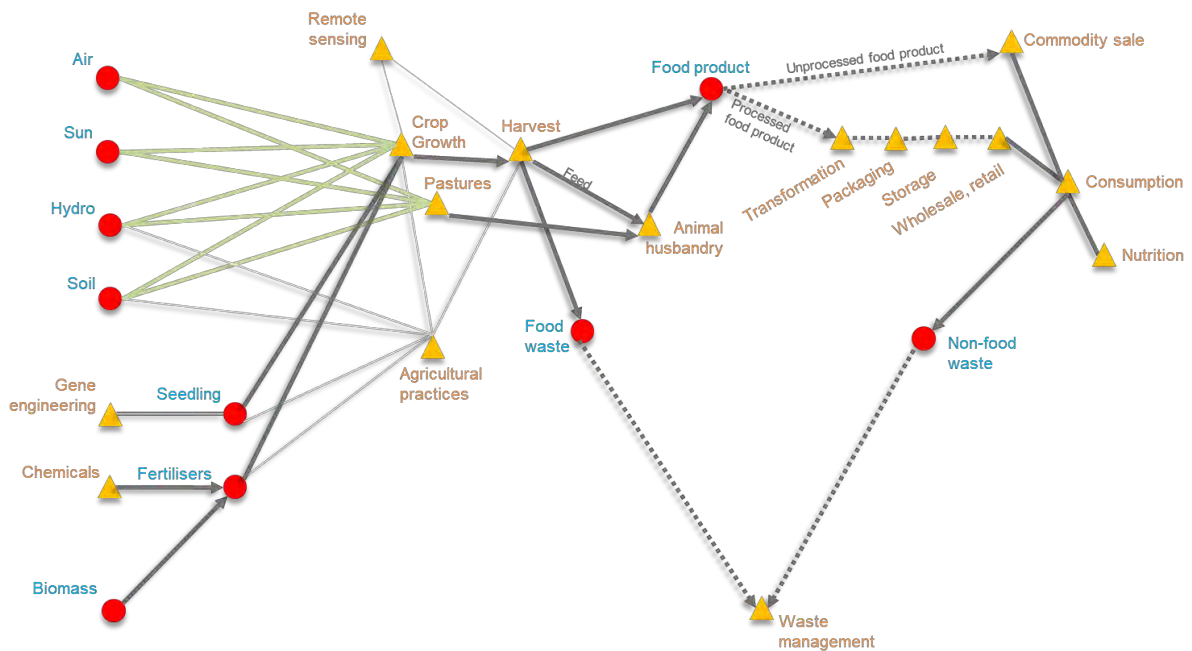 Remote
sensing
Air
Sun
Hydro
Soil
Gene
engineering
Seedling
Chemicals
Fertilisers
Biomass
Crop
Growth
Pastures
Harvest
Feed
Agricultural
practices
Food
waste
Animal
husbandry
Food product
Unprocessed food product
Processed
food product
Commodity sale
Transformation
Packaging
Storage
Wholesale, retail
Consumption
Nutrition
Non-food
waste
Waste
management